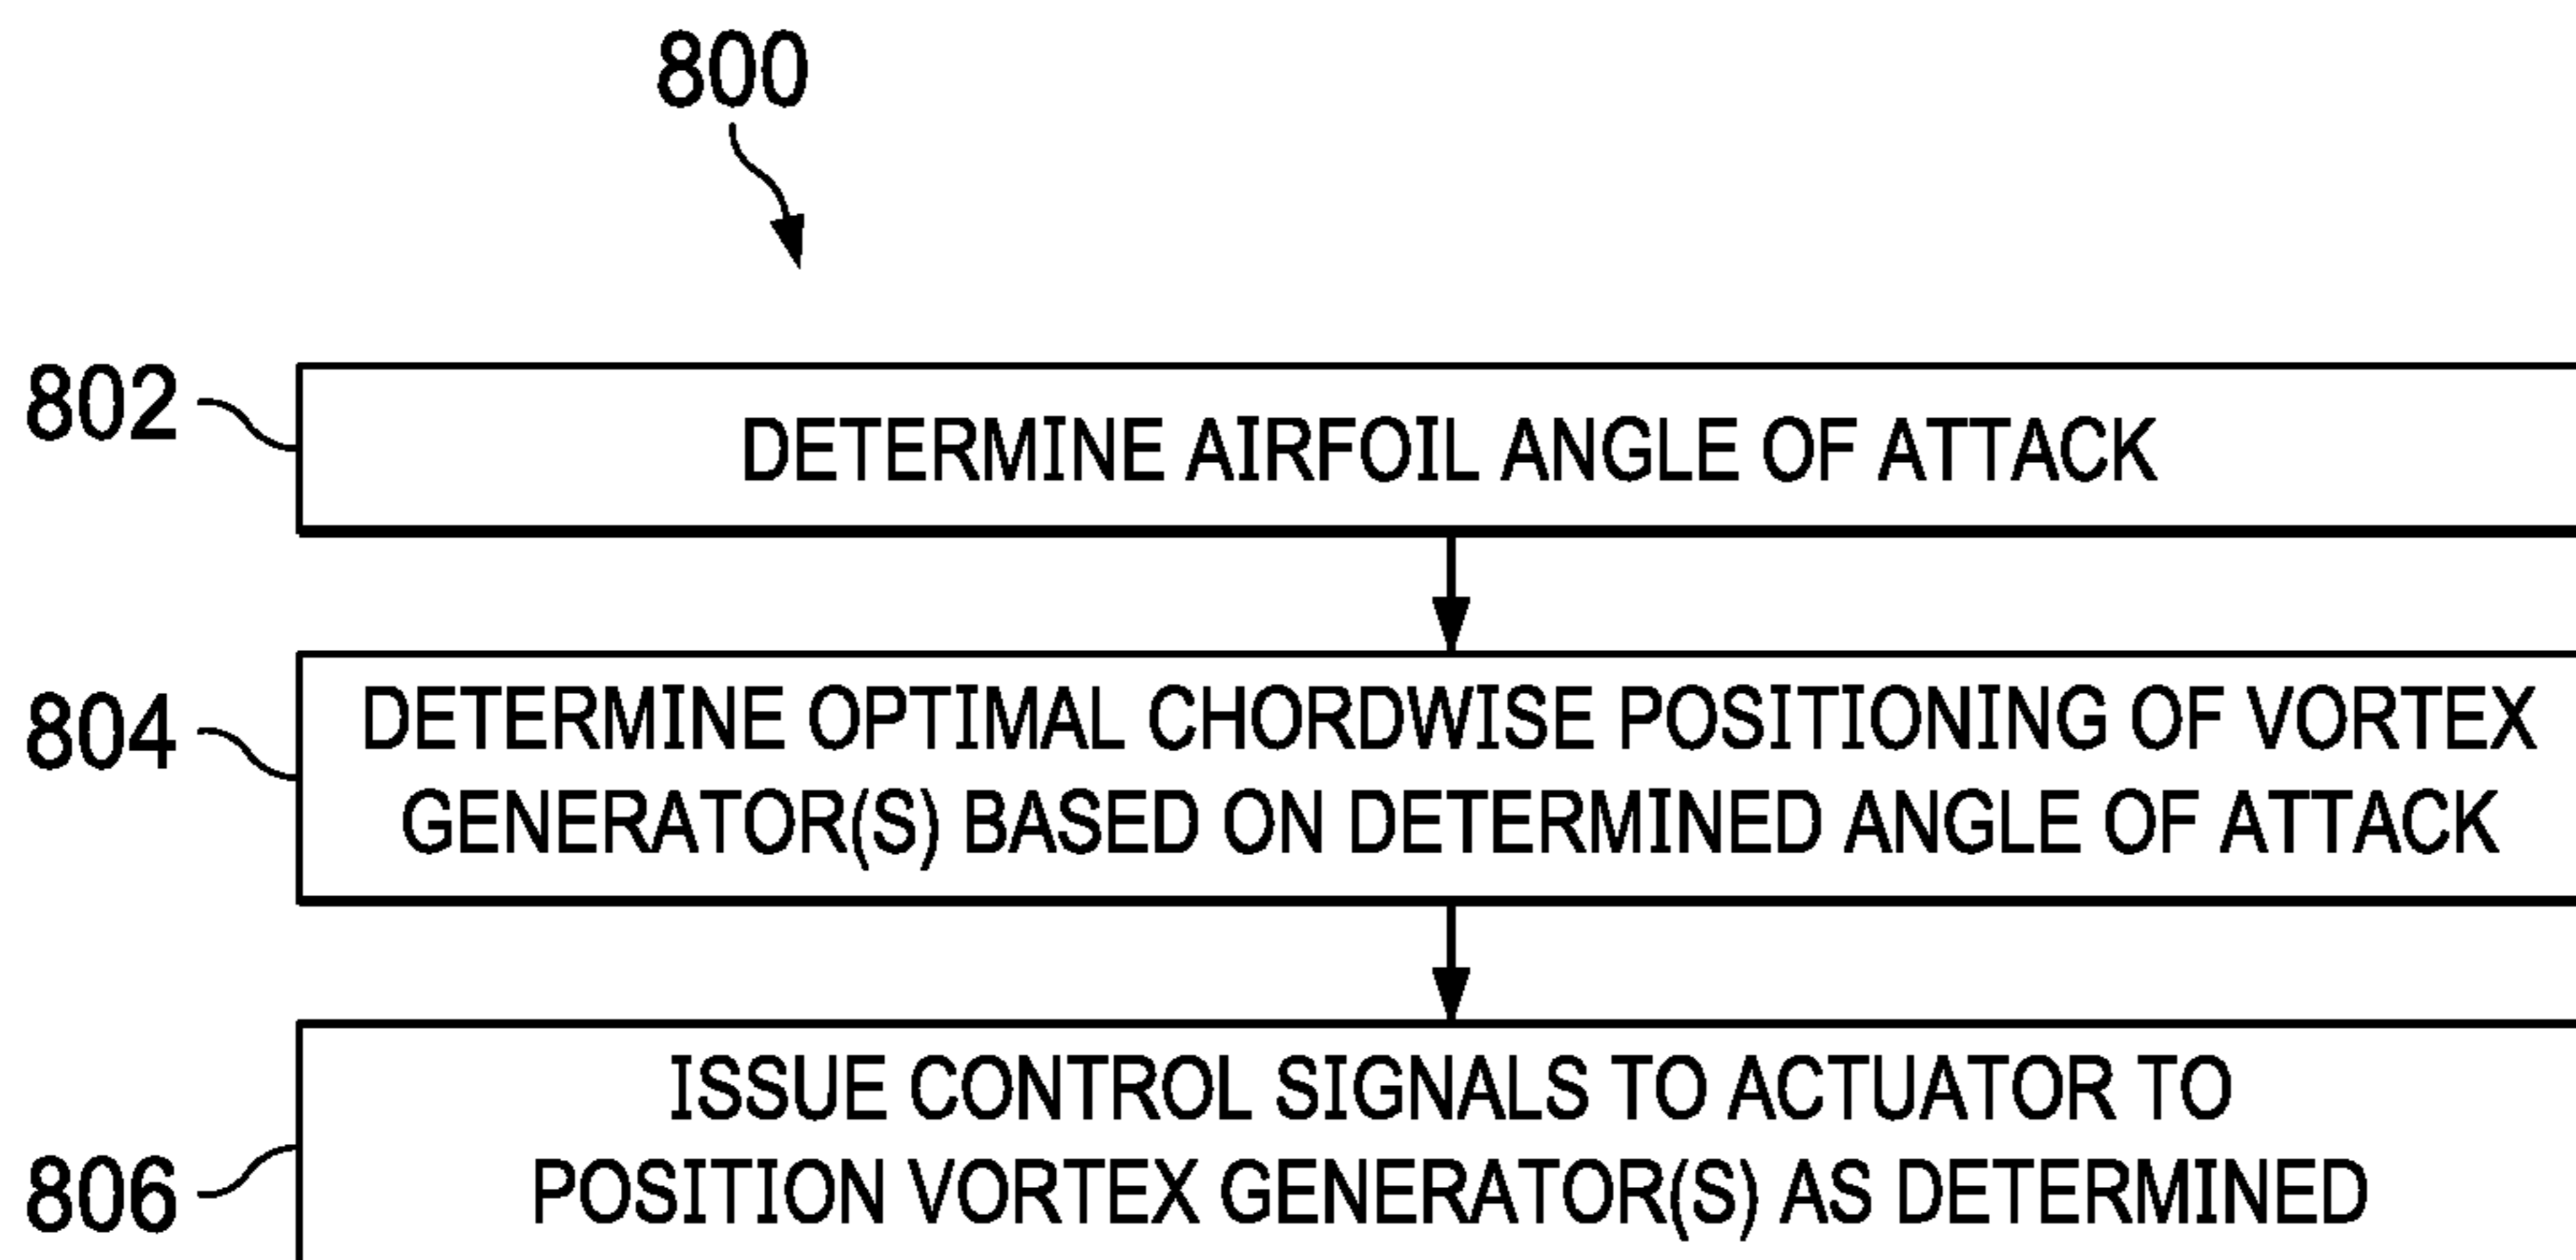 800
802
DETERMINE AIRFOIL ANGLE OF ATTACK
804
DETERMINE OPTIMAL CHORDWISE POSITIONING OF VORTEX
GENERATOR(S) BASED ON DETERMINED ANGLE OF ATTACK
806
ISSUE CONTROL SIGNALS TO ACTUATOR TO
POSITION VORTEX GENERATOR(S) AS DETERMINED